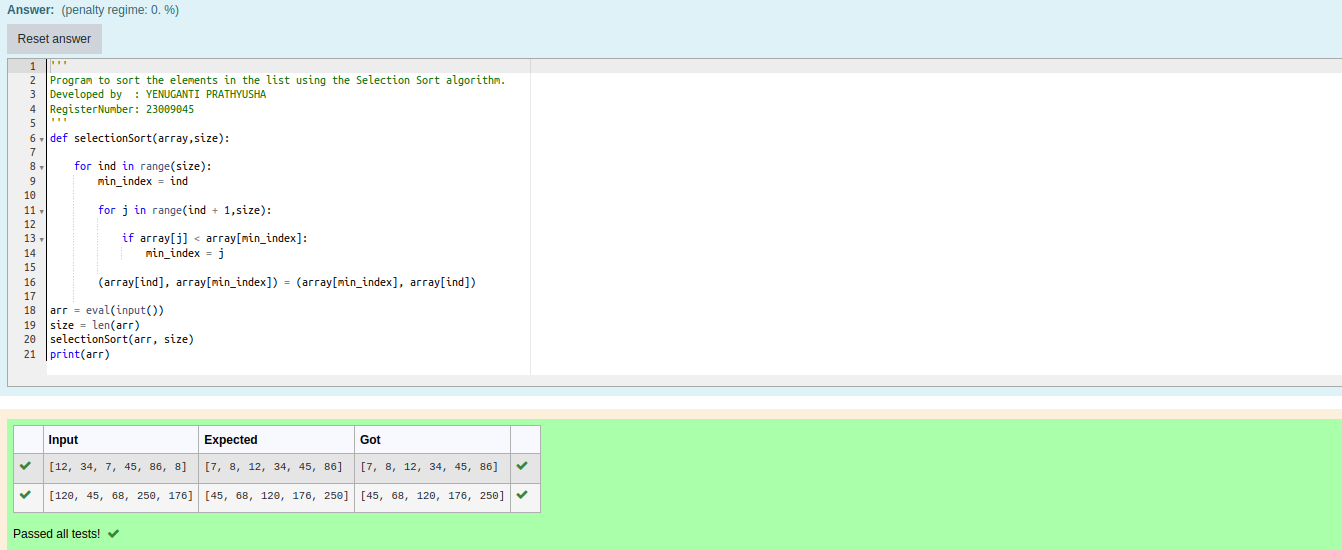 Answer: (penalty regime: 0. %)
Reset answer
1 '''
2 Program to sort the elements in the list using the Selection Sort algorithm.
3 Developed by  : YENUGANTI PRATHYUSHA
4 RegisterNumber: 23009045
5 '''
6 def selectionSort(array,size):
7
8     for ind in range(size):
9         min_index = ind
10
11         for j in range(ind + 1,size):
12
13             if array[j] < array[min_index]:
14                 min_index = j
15
16         (array[ind], array[min_index]) = (array[min_index], array[ind])
17
18 arr = eval(input())
19 size = len(arr)
20 selectionSort(arr, size)
21 print(arr)
Input Expected Got
[12, 34, 7, 45, 86, 8] [7, 8, 12, 34, 45, 86] [7, 8, 12, 34, 45, 86]
[120, 45, 68, 250, 176] [45, 68, 120, 176, 250] [45, 68, 120, 176, 250]
Passed all tests!